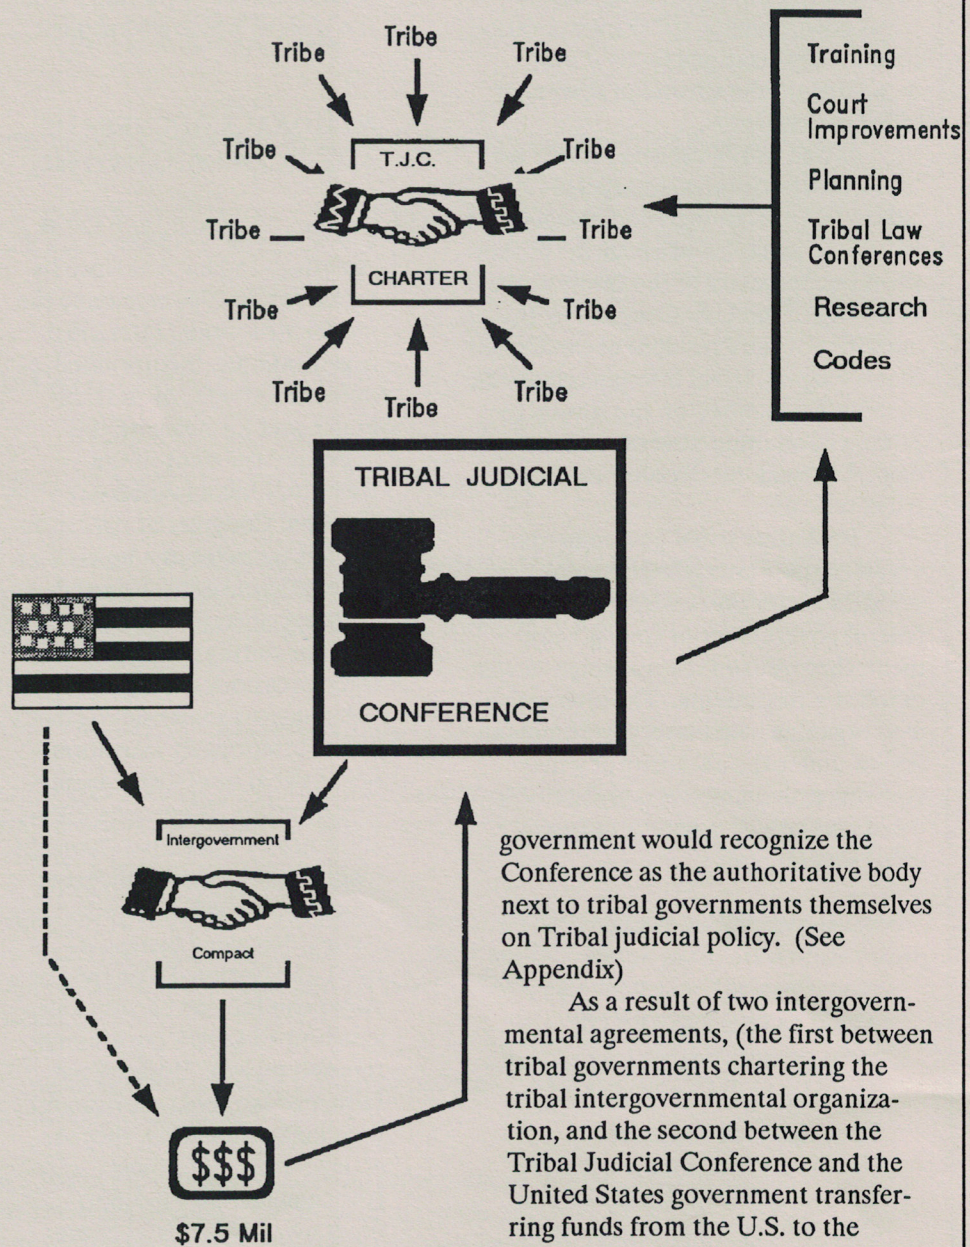 Tribe
Tribe Tribe
Tribe T.J.C. Tribe
Tribe Tribe
CHARTER
Tribe Tribe
Tribe Tribe
Tribe
Training
Court
Improvements
Planning
Tribal Law
Conferences
Research
Codes
TRIBAL JUDICIAL
CONFERENCE
Intergovernment
Compact
$$$
$7.5 Mil
government would recognize the
Conference as the authoritative body
next to tribal governments themselves
on Tribal judicial policy. (See
Appendix)
As a result of two intergovern-
mental agreements, (the first between
tribal governments chartering the
tribal intergovernmental organiza-
tion, and the second between the
Tribal Judicial Conference and the
United States government transfer-
ring funds from the U.S. to the